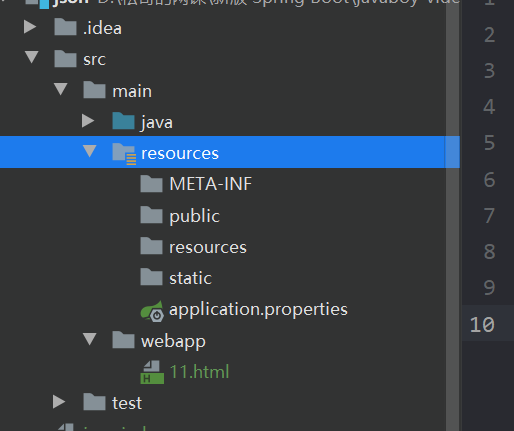 .idea
src
main
java
resources
META-INF
public
resources
static
application.properties
webapp
11.html
test
2
3
4
5
6
7
8
9
10